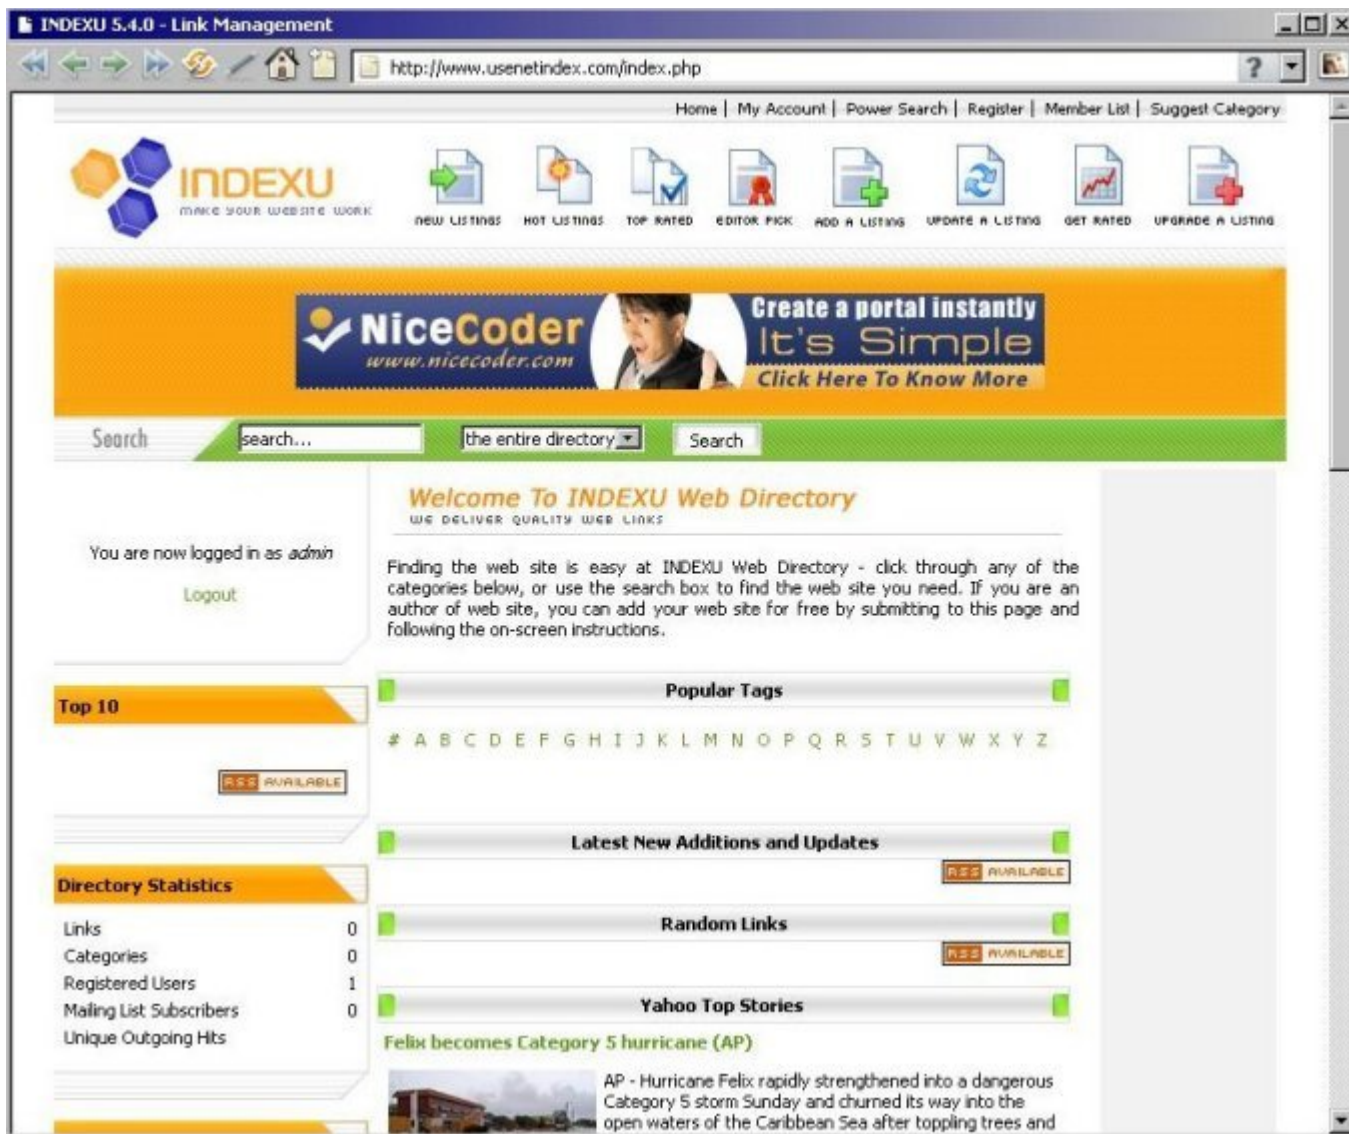 INDEXU 5.4.0 - Link Management
http://www.usenetindex.com/index.php
?
Home | My Account | Power Search | Register | Member List | Suggest Category
INDEXU
MAKE YOUR WEBSITE WORK
NEW LISTINGS HOT LISTINGS TOP RATED EDITOR PICK ADD A LISTING UPDATE A LISTING GET RATED UPGRADE A LISTING
NiceCoder
www.nicecoder.com
Create a portal instantly
It's Simple
Click Here To Know More
Search search... the entire directory Search
You are now logged in as admin
Logout
Top 10
RSS AVAILABLE
Directory Statistics
Links 0
Categories 0
Registered Users 1
Mailing List Subscribers 0
Unique Outgoing Hits
Welcome To INDEXU Web Directory
WE DELIVER QUALITY WEB LINKS
Finding the web site is easy at INDEXU Web Directory - click through any of the
categories below, or use the search box to find the web site you need. If you are an
author of web site, you can add your web site for free by submitting to this page and
following the on-screen instructions.
Popular Tags
# A B C D E F G H I J K L M N O P Q R S T U V W X Y Z
Latest New Additions and Updates
RSS AVAILABLE
Random Links
RSS AVAILABLE
Yahoo Top Stories
Felix becomes Category 5 hurricane (AP)
AP - Hurricane Felix rapidly strengthened into a dangerous
Category 5 storm Sunday and churned its way into the
open waters of the Caribbean Sea after toppling trees and